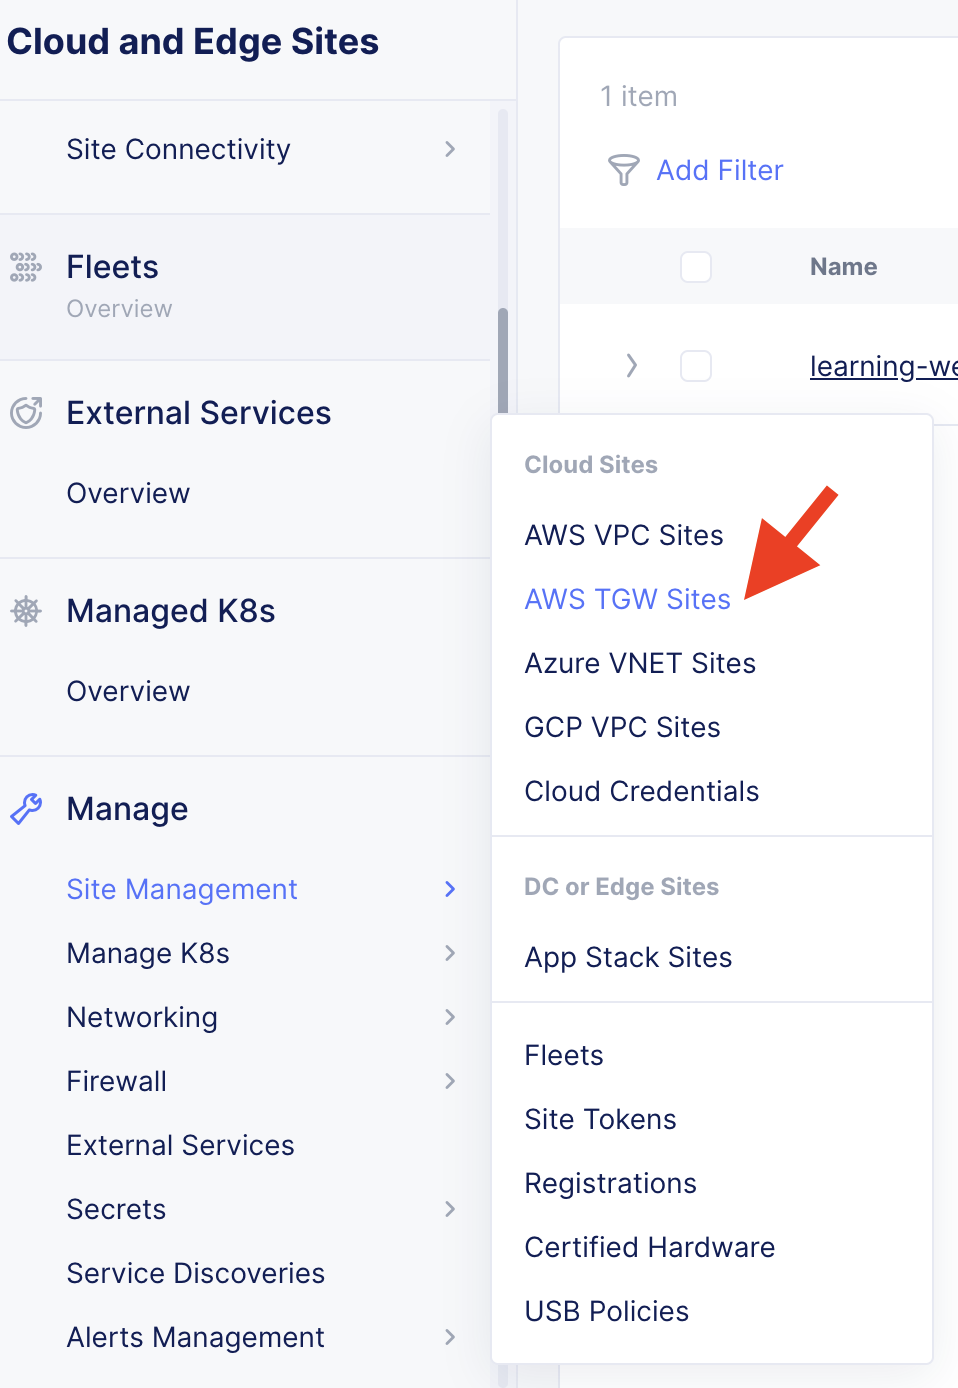 Cloud and Edge Sites
Site Connectivity
Fleets
Overview
External Services
Overview
Managed K8s
Overview
Manage
Site Management
Manage K8s
Networking
Firewall
External Services
Secrets
Service Discoveries
Alerts Management
1 item
Add Filter
Name
learning-we
Cloud Sites
AWS VPC Sites
AWS TGW Sites
Azure VNET Sites
GCP VPC Sites
Cloud Credentials
DC or Edge Sites
App Stack Sites
Fleets
Site Tokens
Registrations
Certified Hardware
USB Policies